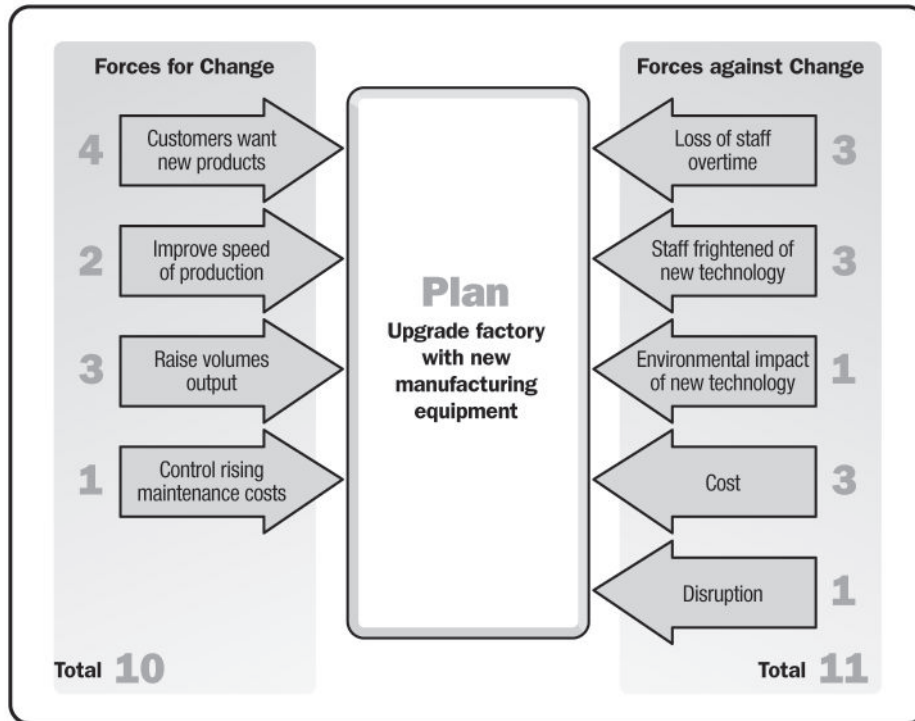 Forces for Change
4
Customers want
new products
2
Improve speed
of production
3
Raise volumes
output
1
Control rising
maintenance costs
Total 10
Plan
Upgrade factory
with new
manufacturing
equipment
Forces against Change
Loss of staff
overtime
3
Staff frightened of
new technology
3
Environmental impact
of new technology
1
Cost
3
Disruption
1
Total 11